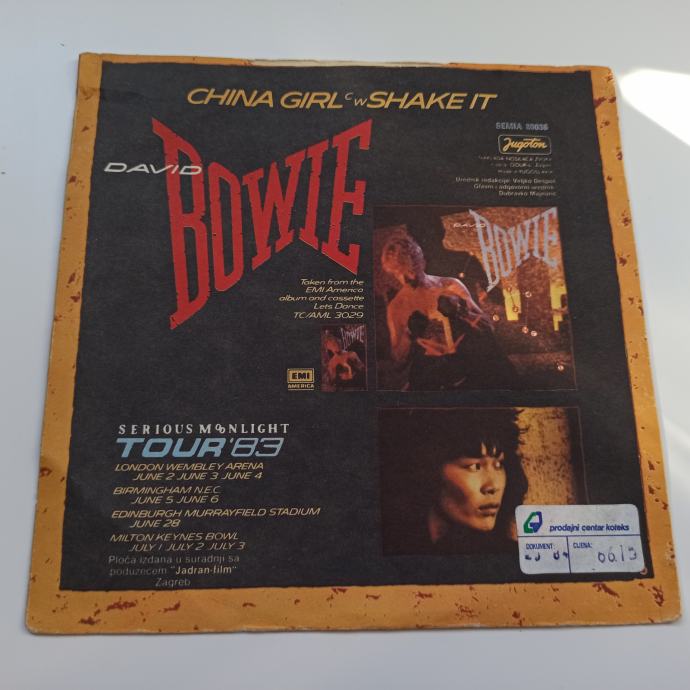 CHINA GIRL C/W SHAKE IT
SEMIA 88036
Jugoton
Urednik redakcije: Veljko Despot
Glavni i odgovorni urednik:
Dubravko Majnarić
DAVID
BOWIE
Taken from the
EMI America
album and cassette
Lets Dance
TC/AML 3029
DAVID
BOWIE
EMI
AMERICA
SERIOUS MOONLIGHT
TOUR '83
LONDON WEMBLEY ARENA
JUNE 2 JUNE 3 JUNE 4
BIRMINGHAM N.E.C.
JUNE 5 JUNE 6
EDINBURGH MURRAYFIELD STADIUM
JUNE 28
MILTON KEYNES BOWL
JULY 1 JULY 2 JULY 3
Ploča izdana u suradnji sa
poduzećem "Jadran-film"
Zagreb
prodajni centar koteks
DOKUMENT:
CIJENA: